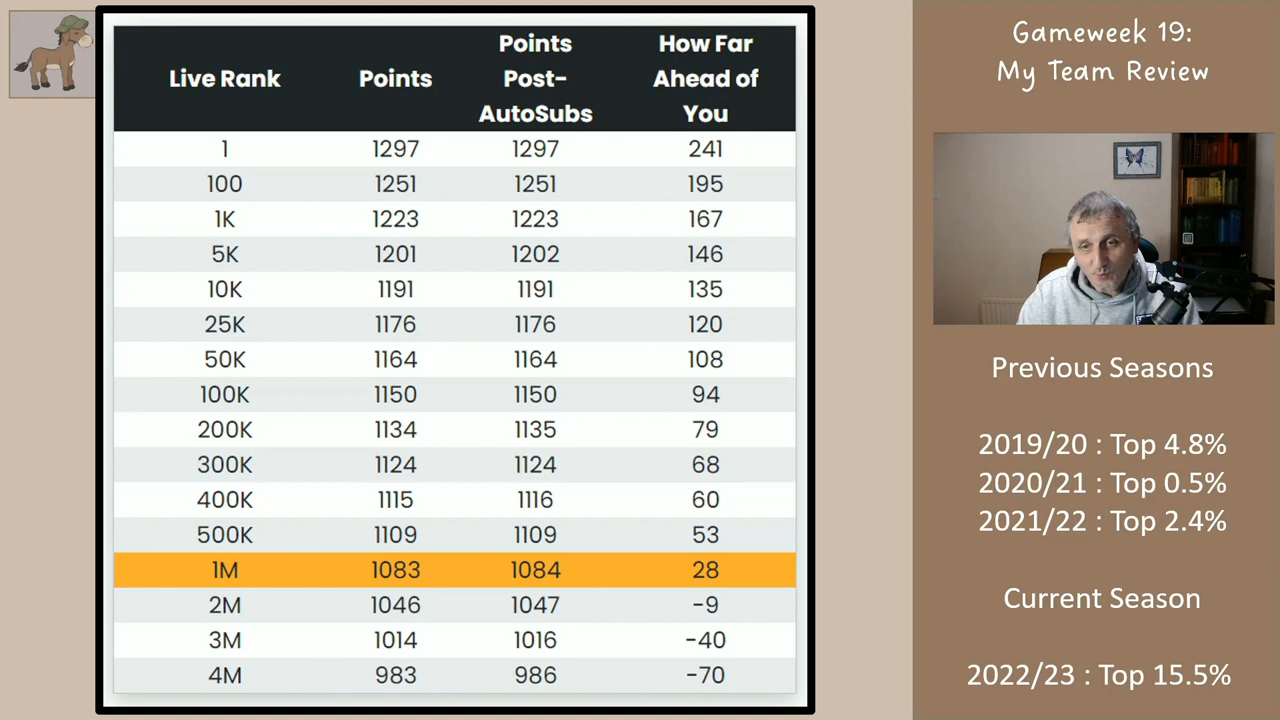 Live Rank Points Points Post-AutoSubs How Far Ahead of You
1 1297 1297 241
100 1251 1251 195
1K 1223 1223 167
5K 1201 1202 146
10K 1191 1191 135
25K 1176 1176 120
50K 1164 1164 108
100K 1150 1150 94
200K 1134 1135 79
300K 1124 1124 68
400K 1115 1116 60
500K 1109 1109 53
1M 1083 1084 28
2M 1046 1047 -9
3M 1014 1016 -40
4M 983 986 -70
Gameweek 19:
My Team Review
Previous Seasons
2019/20 : Top 4.8%
2020/21 : Top 0.5%
2021/22 : Top 2.4%
Current Season
2022/23 : Top 15.5%